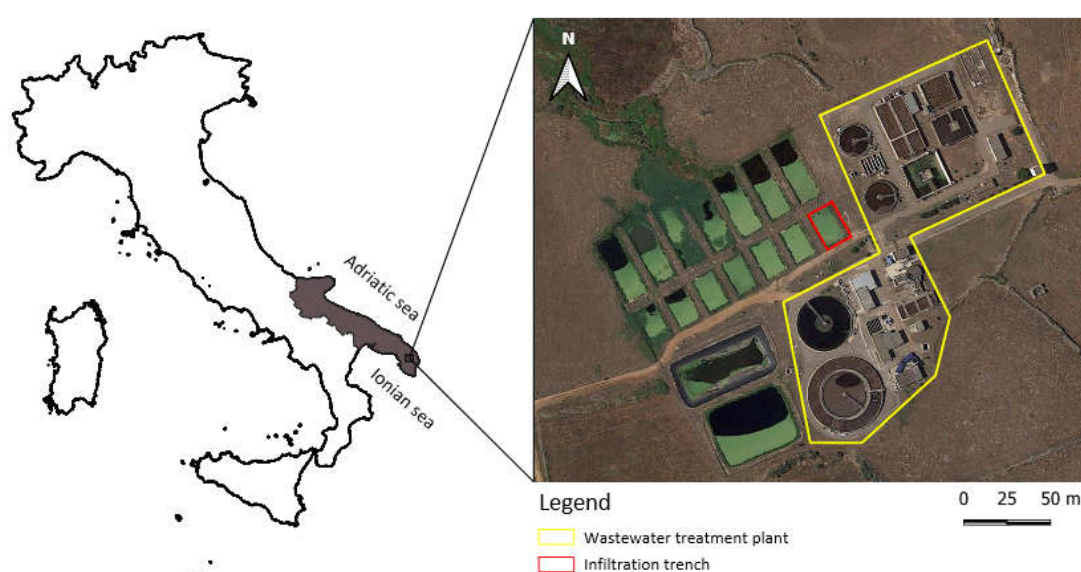 N
Adriatic sea
Ionian sea
Legend
Wastewater treatment plant
Infiltration trench
0 25 50 m